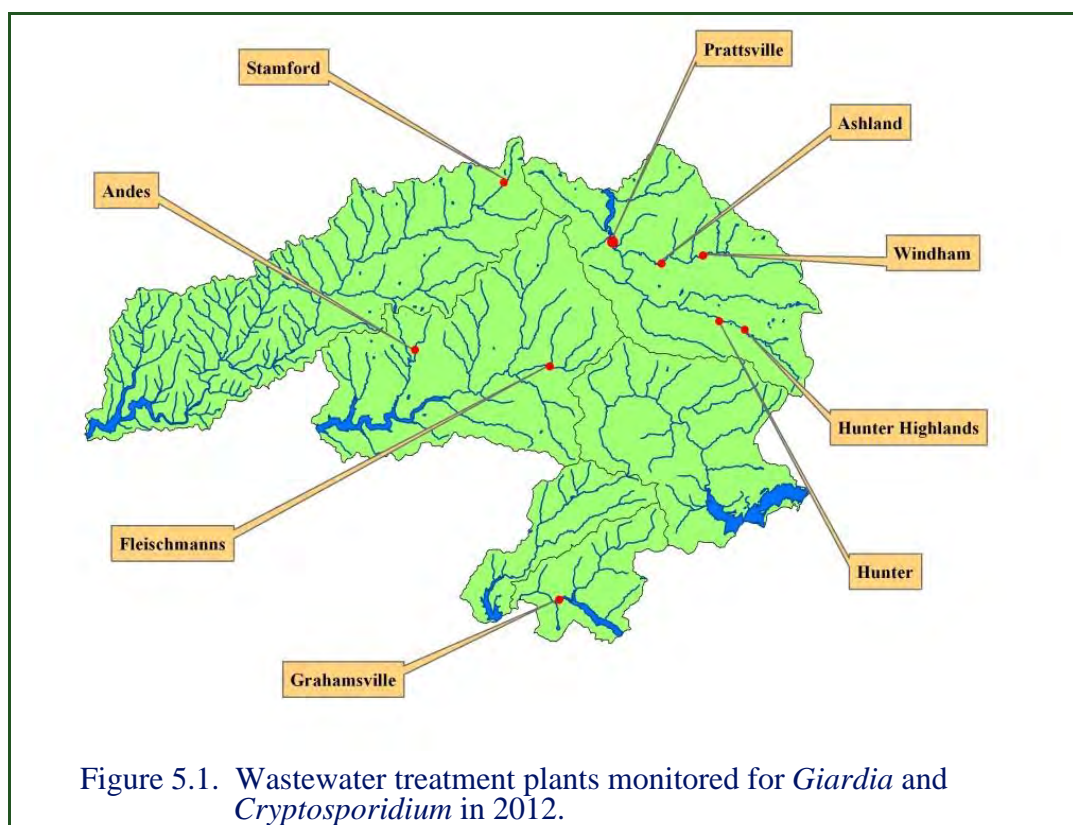 Prattsville
Stamford
Ashland
Andes
Windham
Hunter Highlands
Fleischmanns
Hunter
Grahamsville
Figure 5.1. Wastewater treatment plants monitored for Giardia and
Cryptosporidium in 2012.